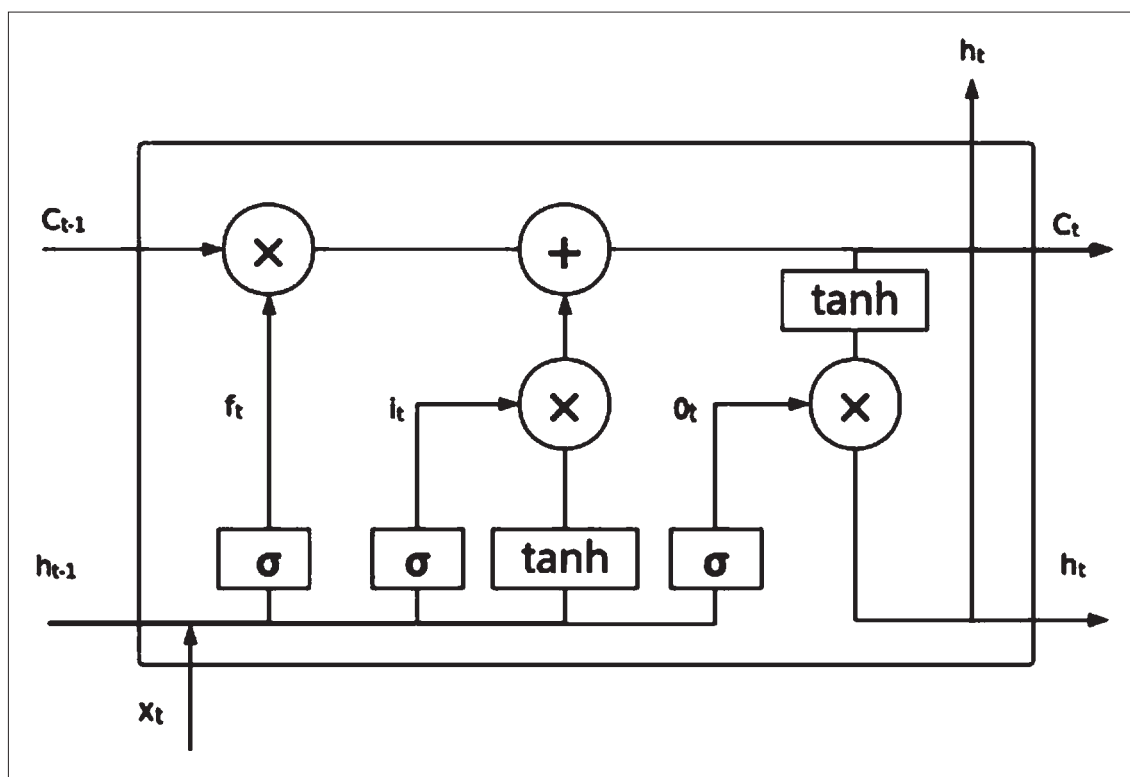 hₜ
Cₜ₋₁
Cₜ
×
+
tanh
fₜ
iₜ
×
0ₜ
×
hₜ₋₁
σ
σ
tanh
σ
hₜ
xₜ